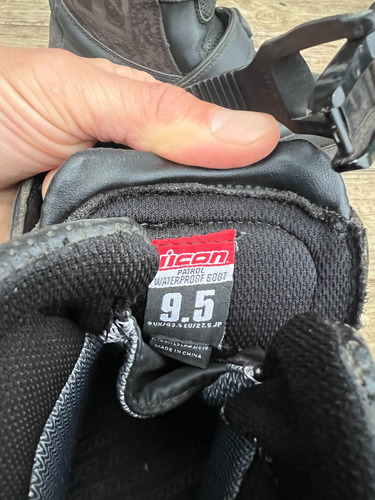 icon
PATROL
WATERPROOF BOOT
9.5
9 UK/43.5 EU/27.5 JP
MADE IN CHINA